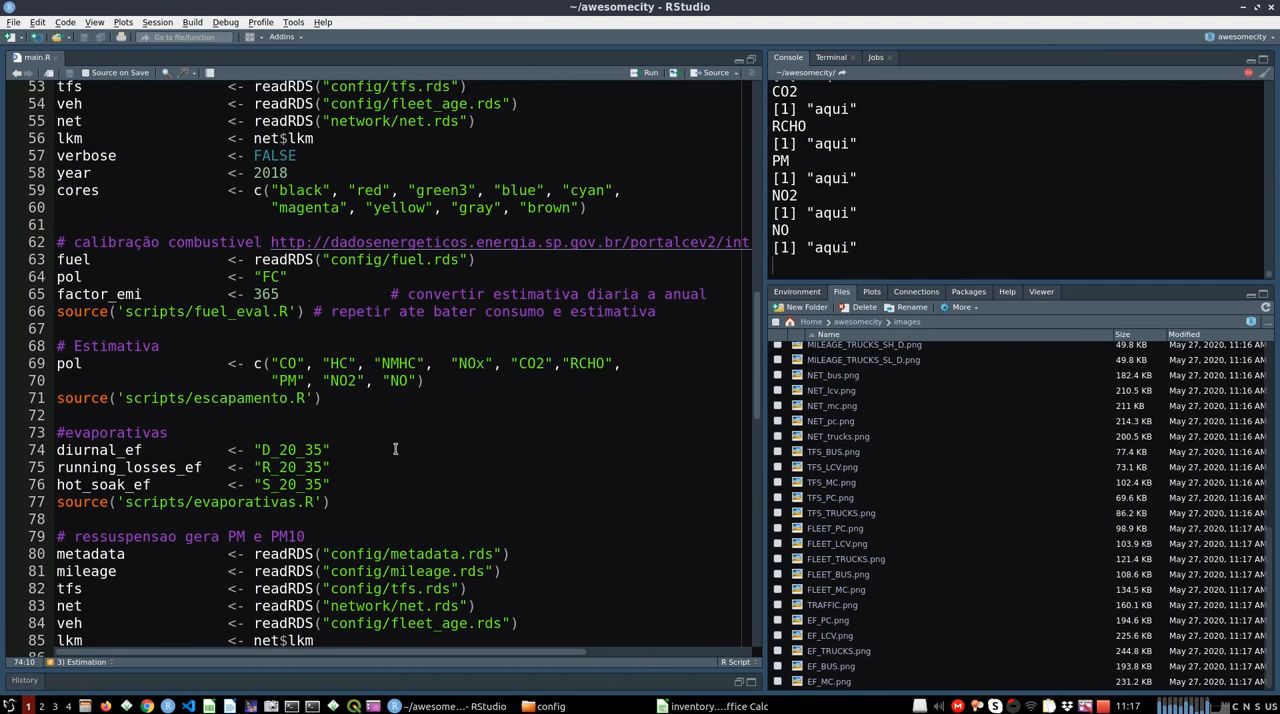 ~/awesomecity - RStudio
File Edit Code View Plots Session Build Debug Profile Tools Help
Go to file/function Addins awesomecity
main.R
Source on Save Run Source
53 tfs <- readRDS("config/tfs.rds")
54 veh <- readRDS("config/fleet_age.rds")
55 net <- readRDS("network/net.rds")
56 lkm <- net$lkm
57 verbose <- FALSE
58 year <- 2018
59 cores <- c("black", "red", "green3", "blue", "cyan",
60 "magenta", "yellow", "gray", "brown")
61
62 # calibração combustivel http://dadosenergeticos.energia.sp.gov.br/portalcev2/int
63 fuel <- readRDS("config/fuel.rds")
64 pol <- "FC"
65 factor_emi <- 365 # convertir estimativa diaria a anual
66 source('scripts/fuel_eval.R') # repetir ate bater consumo e estimativa
67
68 # Estimativa
69 pol <- c("CO", "HC", "NMHC", "NOx", "CO2","RCHO",
70 "PM", "NO2", "NO")
71 source('scripts/escapamento.R')
72
73 #evaporativas
74 diurnal_ef <- "D_20_35"
75 running_losses_ef <- "R_20_35"
76 hot_soak_ef <- "S_20_35"
77 source('scripts/evaporativas.R')
78
79 # ressuspensao gera PM e PM10
80 metadata <- readRDS("config/metadata.rds")
81 mileage <- readRDS("config/mileage.rds")
82 tfs <- readRDS("config/tfs.rds")
83 net <- readRDS("network/net.rds")
84 veh <- readRDS("config/fleet_age.rds")
85 lkm <- net$lkm
74:10 3) Estimation R Script
History
Console Terminal Jobs
~/awesomecity/
CO2
[1] "aqui"
RCHO
[1] "aqui"
PM
[1] "aqui"
NO2
[1] "aqui"
NO
[1] "aqui"
Environment Files Plots Connections Packages Help Viewer
New Folder Delete Rename More
Home awesomecity images
Name Size Modified
MILEAGE_TRUCKS_SH_D.png 49.8 KB May 27, 2020, 11:16 AM
MILEAGE_TRUCKS_SL_D.png 49.8 KB May 27, 2020, 11:16 AM
NET_bus.png 182.4 KB May 27, 2020, 11:16 AM
NET_lcv.png 210.5 KB May 27, 2020, 11:16 AM
NET_mc.png 211 KB May 27, 2020, 11:16 AM
NET_pc.png 214.3 KB May 27, 2020, 11:16 AM
NET_trucks.png 200.5 KB May 27, 2020, 11:16 AM
TFS_BUS.png 77.4 KB May 27, 2020, 11:16 AM
TFS_LCV.png 73.1 KB May 27, 2020, 11:16 AM
TFS_MC.png 102.4 KB May 27, 2020, 11:16 AM
TFS_PC.png 69.6 KB May 27, 2020, 11:16 AM
TFS_TRUCKS.png 86.2 KB May 27, 2020, 11:16 AM
FLEET_PC.png 98.9 KB May 27, 2020, 11:17 AM
FLEET_LCV.png 103.9 KB May 27, 2020, 11:17 AM
FLEET_TRUCKS.png 121.4 KB May 27, 2020, 11:17 AM
FLEET_BUS.png 108.6 KB May 27, 2020, 11:17 AM
FLEET_MC.png 134.5 KB May 27, 2020, 11:17 AM
TRAFFIC.png 160.1 KB May 27, 2020, 11:17 AM
EF_PC.png 194.6 KB May 27, 2020, 11:17 AM
EF_LCV.png 225.6 KB May 27, 2020, 11:17 AM
EF_TRUCKS.png 244.8 KB May 27, 2020, 11:17 AM
EF_BUS.png 193.8 KB May 27, 2020, 11:17 AM
EF_MC.png 231.2 KB May 27, 2020, 11:17 AM
1 2 3 4 ~/awesomec...- RStudio config inventory....ffice Calc 11:17 C N S US